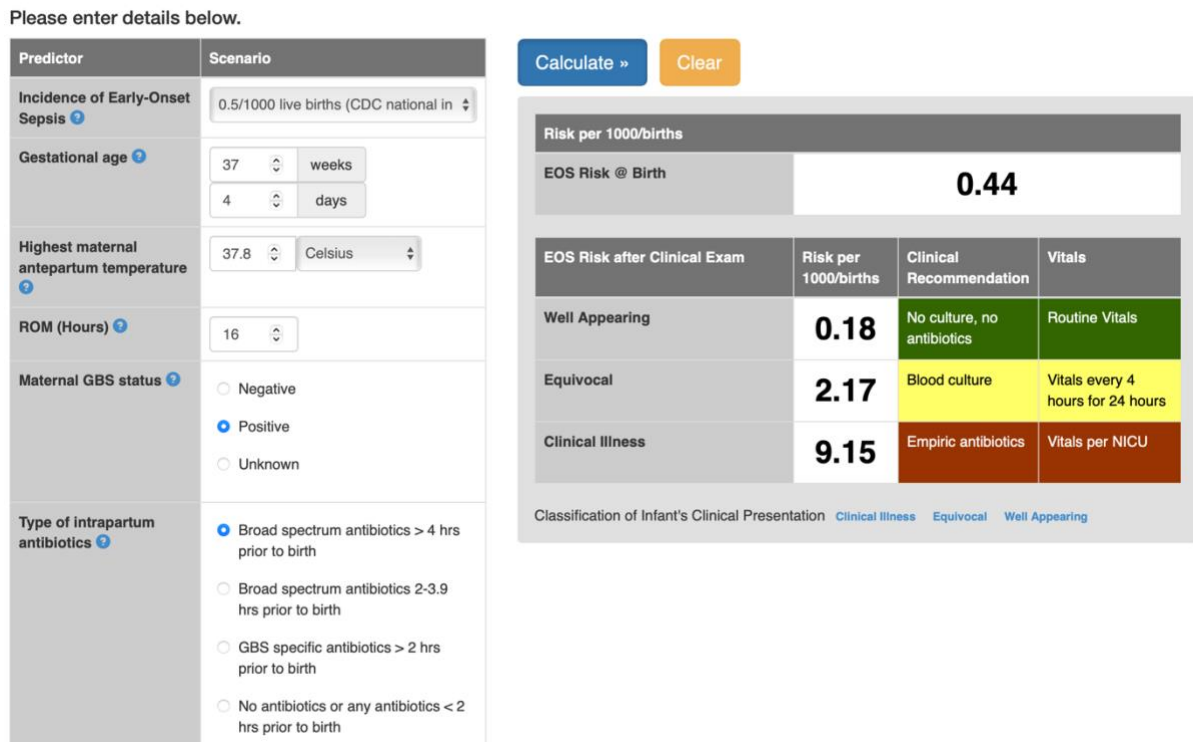 Please enter details below.
Predictor
Scenario
Incidence of Early-Onset
Sepsis ?
0.5/1000 live births (CDC national in
Gestational age ?
37
weeks
4
days
Highest maternal
antepartum temperature
?
37.8
Celsius
ROM (Hours) ?
16
Maternal GBS status ?
Negative
Positive
Unknown
Type of intrapartum
antibiotics ?
Broad spectrum antibiotics > 4 hrs
prior to birth
Broad spectrum antibiotics 2-3.9
hrs prior to birth
GBS specific antibiotics > 2 hrs
prior to birth
No antibiotics or any antibiotics < 2
hrs prior to birth
Calculate »
Clear
Risk per 1000/births
EOS Risk @ Birth
0.44
EOS Risk after Clinical Exam
Risk per
1000/births
Clinical
Recommendation
Vitals
Well Appearing
0.18
No culture, no
antibiotics
Routine Vitals
Equivocal
2.17
Blood culture
Vitals every 4
hours for 24 hours
Clinical Illness
9.15
Empiric antibiotics
Vitals per NICU
Classification of Infant's Clinical Presentation Clinical Illness Equivocal Well Appearing